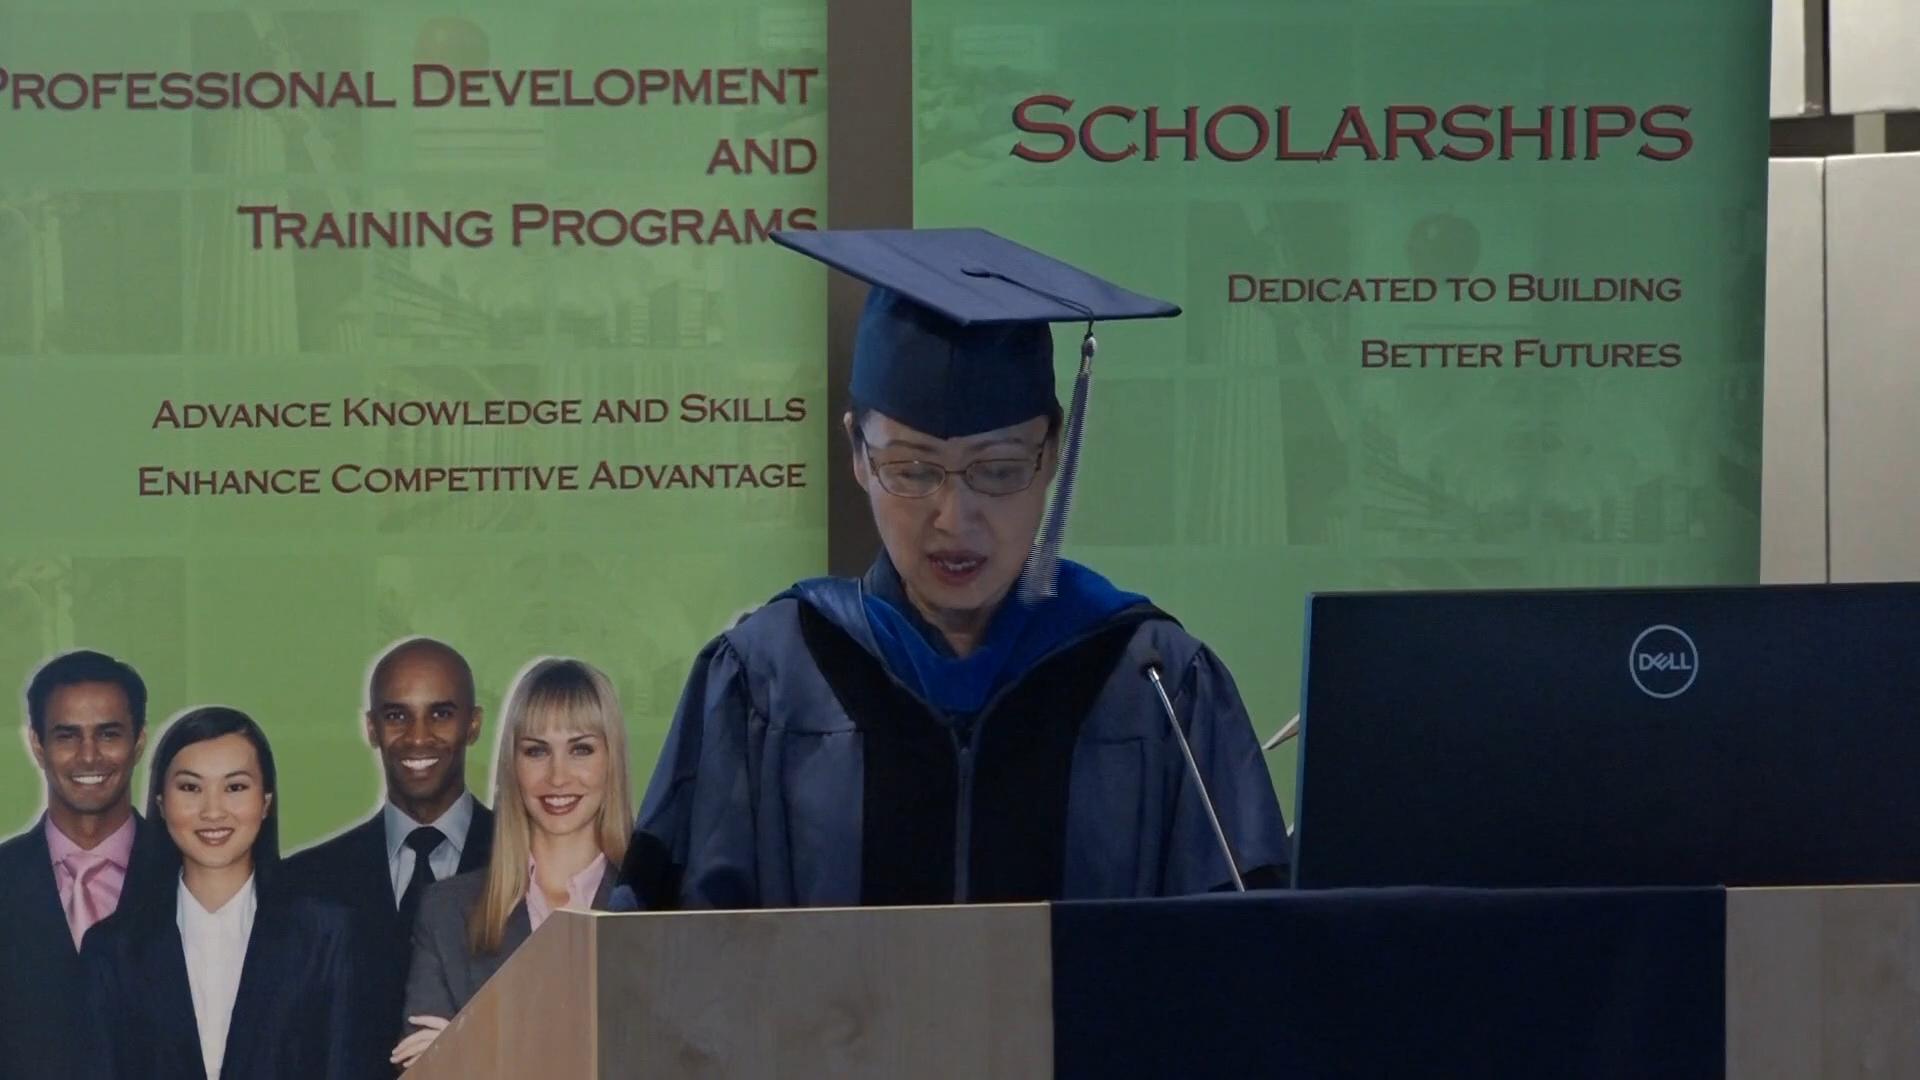 PROFESSIONAL DEVELOPMENT
AND
TRAINING PROGRAMS
ADVANCE KNOWLEDGE AND SKILLS
ENHANCE COMPETITIVE ADVANTAGE
SCHOLARSHIPS
DEDICATED TO BUILDING
BETTER FUTURES
DELL